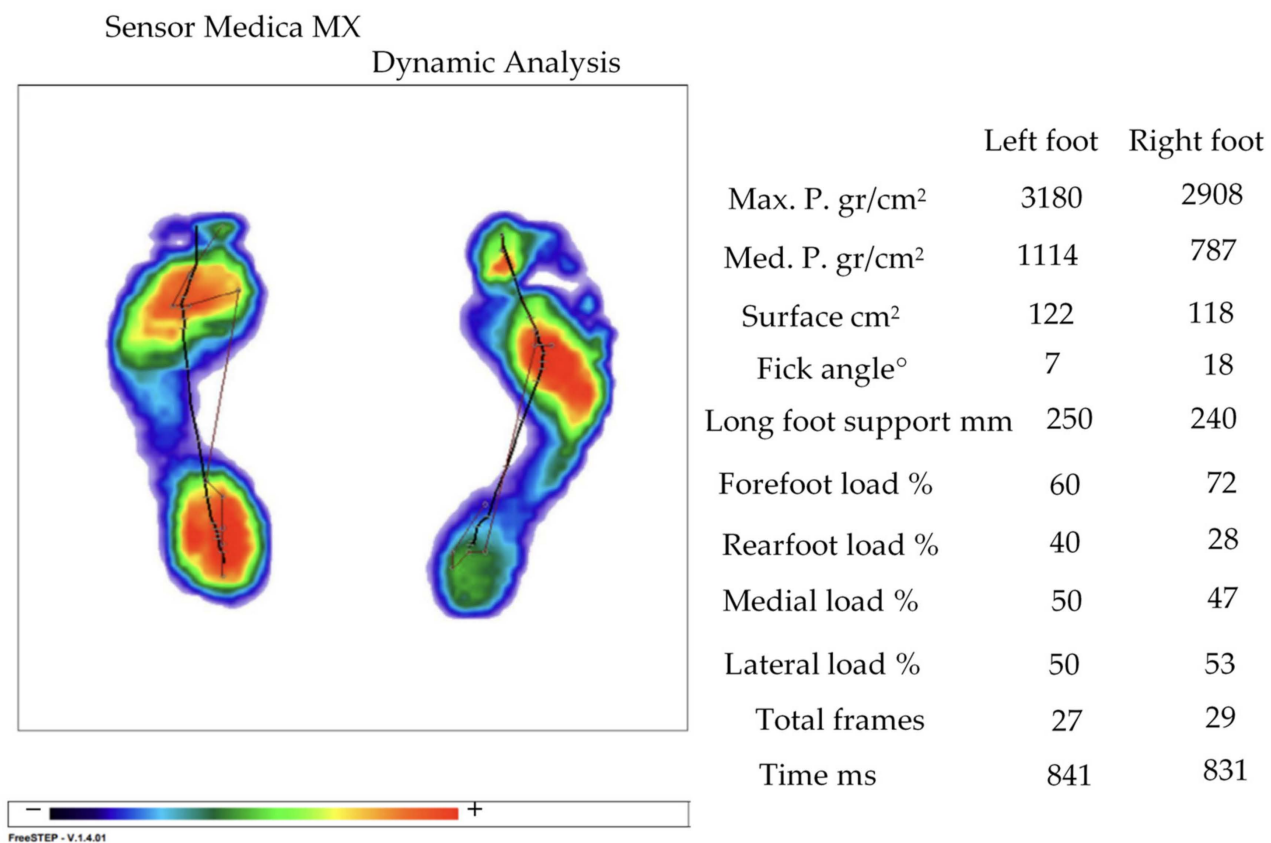 Sensor Medica MX
Dynamic Analysis
Left foot Right foot
Max. P. gr/cm² 3180 2908
Med. P. gr/cm² 1114 787
Surface cm² 122 118
Fick angle° 7 18
Long foot support mm 250 240
Forefoot load % 60 72
Rearfoot load % 40 28
Medial load % 50 47
Lateral load % 50 53
Total frames 27 29
Time ms 841 831
− +
FreeSTEP - V.1.4.01